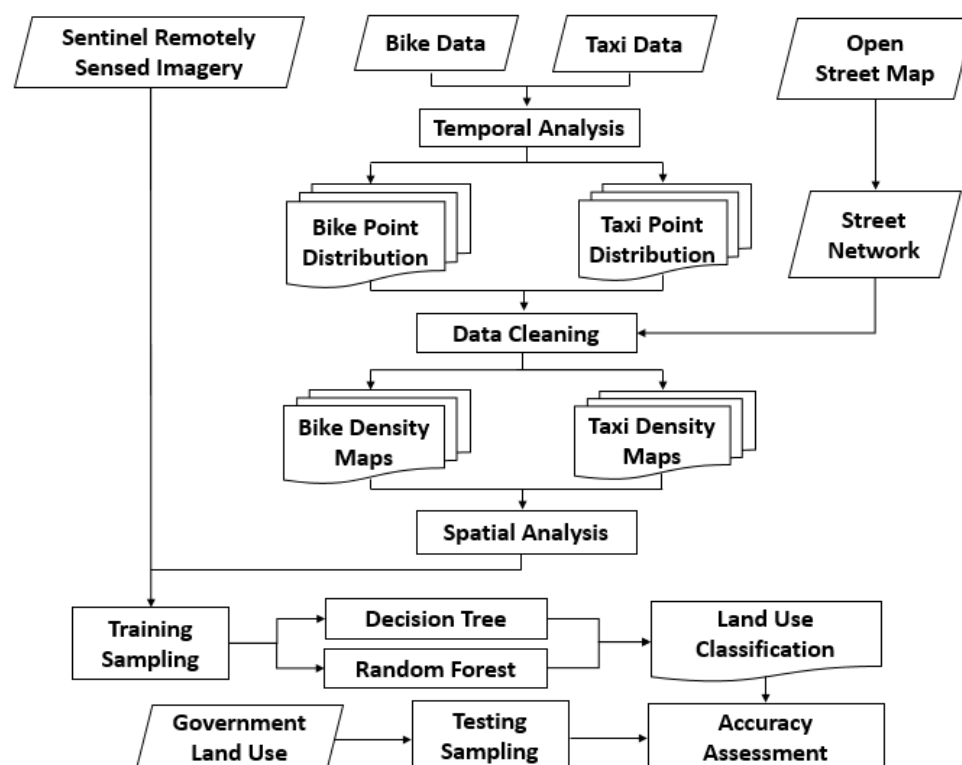 Sentinel Remotely
Sensed Imagery
Bike Data
Taxi Data
Open
Street Map
Temporal Analysis
Bike Point
Distribution
Taxi Point
Distribution
Street
Network
Data Cleaning
Bike Density
Maps
Taxi Density
Maps
Spatial Analysis
Training
Sampling
Decision Tree
Random Forest
Land Use
Classification
Government
Land Use
Testing
Sampling
Accuracy
Assessment